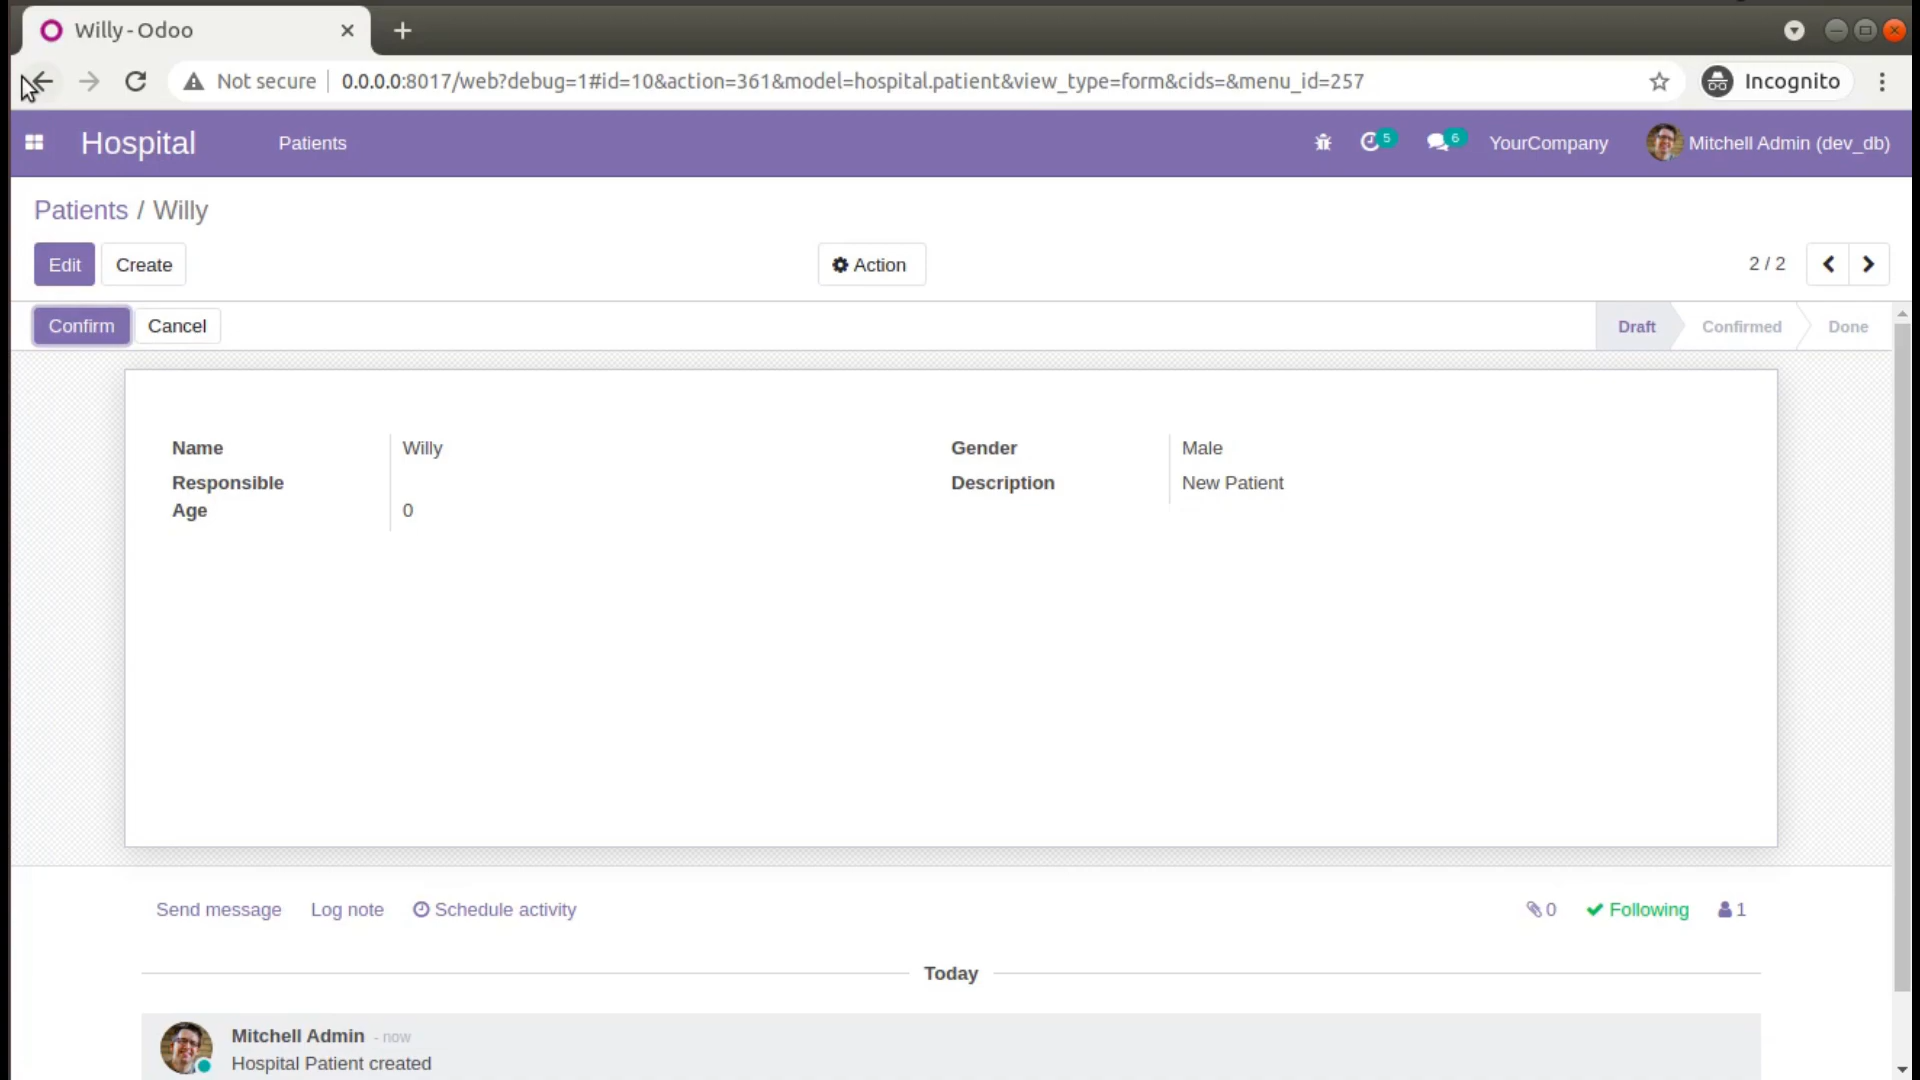 Willy - Odoo
Not secure 0.0.0.0:8017/web?debug=1#id=10&action=361&model=hospital.patient&view_type=form&cids=&menu_id=257 Incognito
Hospital Patients 5 6 YourCompany Mitchell Admin (dev_db)
Patients / Willy
Edit Create Action 2 / 2
Confirm Cancel Draft Confirmed Done
Name Willy Gender Male
Responsible Description New Patient
Age 0
Send message Log note Schedule activity 0 Following 1
Today
Mitchell Admin - now
Hospital Patient created